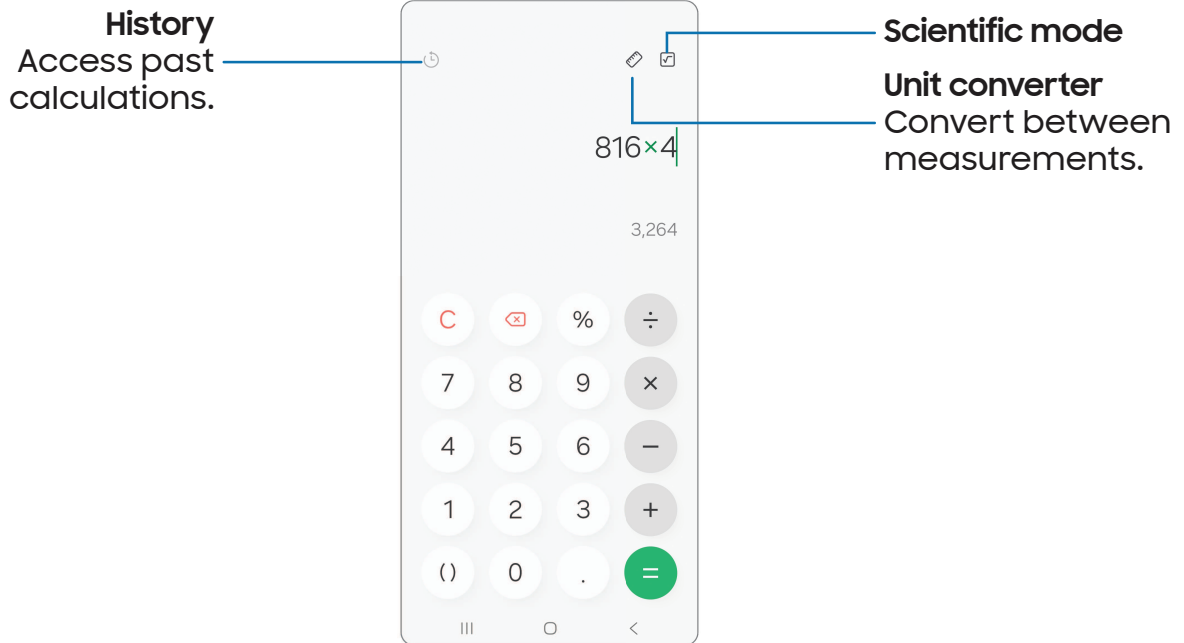 History
Access past
calculations.
Scientific mode
Unit converter
Convert between
measurements.
816×4
3,264
C % ÷
7 8 9 ×
4 5 6 −
1 2 3 +
() 0 . =